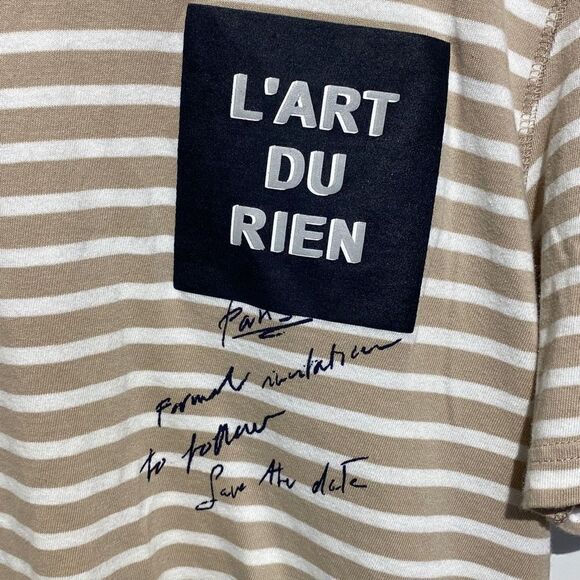 L'ART
DU
RIEN
Paris
Formal invitation
to follow
Save the date